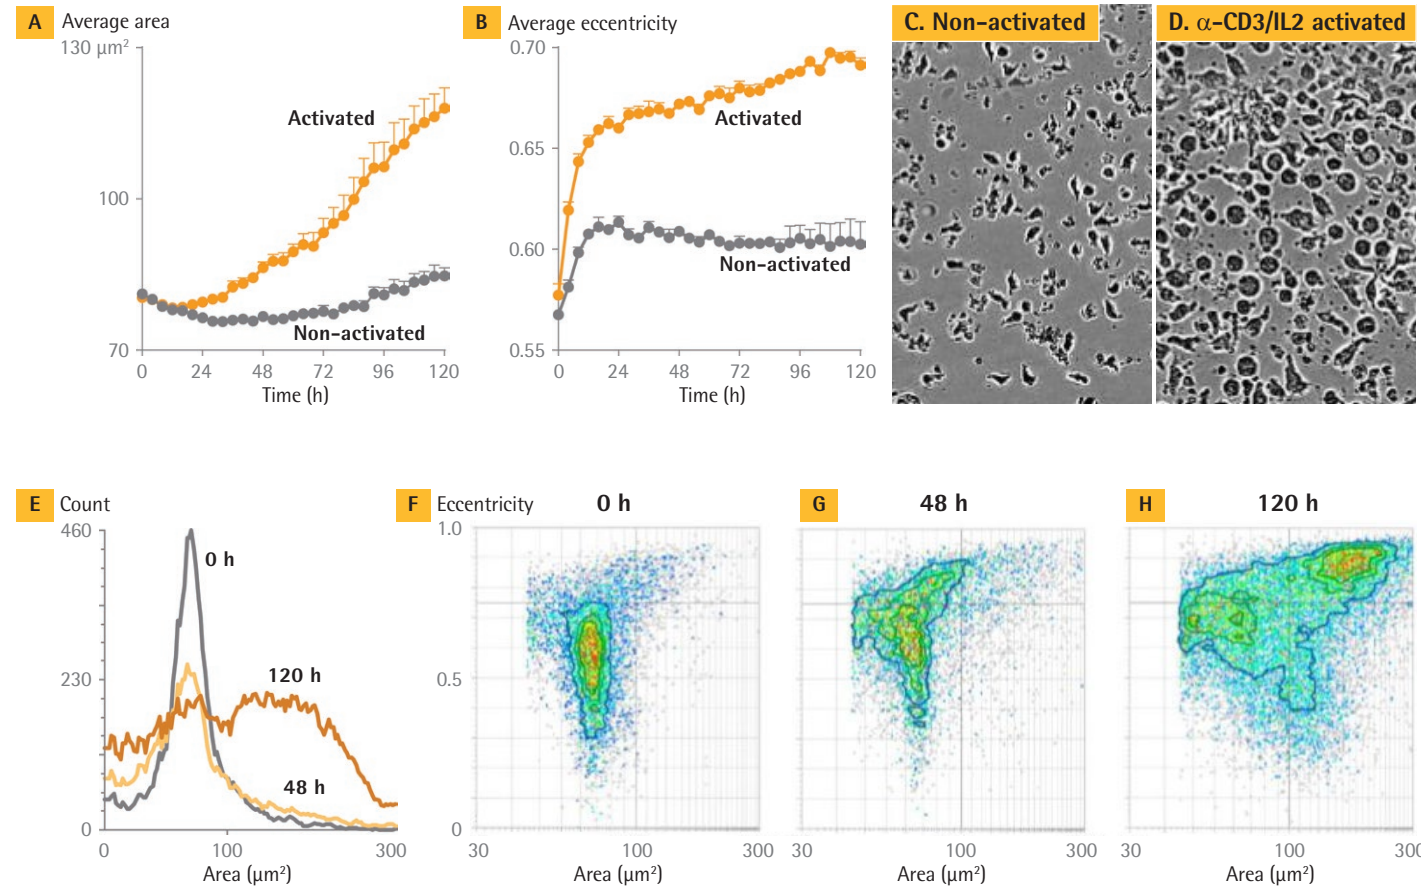 A Average area
130 μm²
100
70
0 24 48 72 96 120
Time (h)
Activated
Non-activated
B Average eccentricity
0.70
0.65
0.60
0.55
0 24 48 72 96 120
Time (h)
Activated
Non-activated
C. Non-activated
D. α-CD3/IL2 activated
E Count
460
230
0
0 100 300
Area (μm²)
0 h
120 h
48 h
F Eccentricity 0 h
1.0
0.5
0
30 100 300
Area (μm²)
G 48 h
30 100 300
Area (μm²)
H 120 h
30 100 300
Area (μm²)